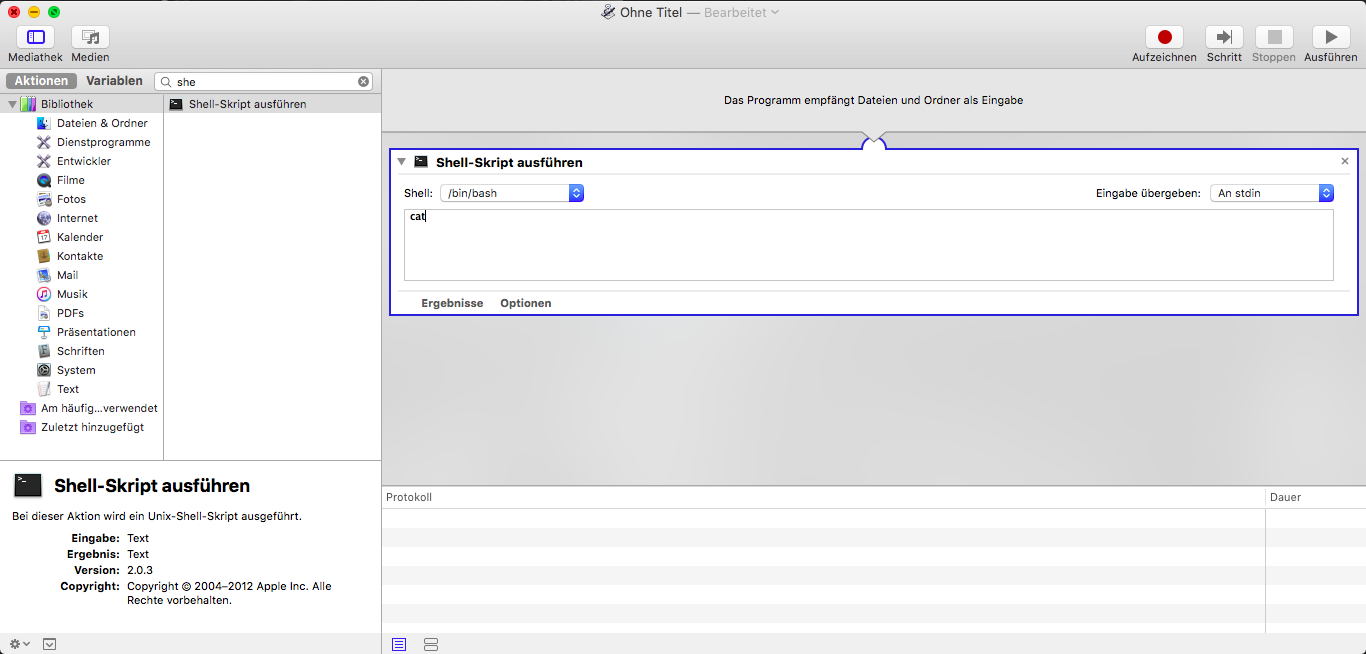 Ohne Titel — Bearbeitet
Mediathek
Medien
Aufzeichnen
Schritt
Stoppen
Ausführen
Aktionen
Variablen
she
Bibliothek
Dateien & Ordner
Dienstprogramme
Entwickler
Filme
Fotos
Internet
Kalender
Kontakte
Mail
Musik
PDFs
Präsentationen
Schriften
System
Text
Am häufig...verwendet
Zuletzt hinzugefügt
Shell-Skript ausführen
Shell-Skript ausführen
Bei dieser Aktion wird ein Unix-Shell-Skript ausgeführt.
Eingabe: Text
Ergebnis: Text
Version: 2.0.3
Copyright: Copyright © 2004–2012 Apple Inc. Alle
Rechte vorbehalten.
Das Programm empfängt Dateien und Ordner als Eingabe
Shell-Skript ausführen
Shell: /bin/bash
Eingabe übergeben: An stdin
cat
Ergebnisse
Optionen
Protokoll
Dauer